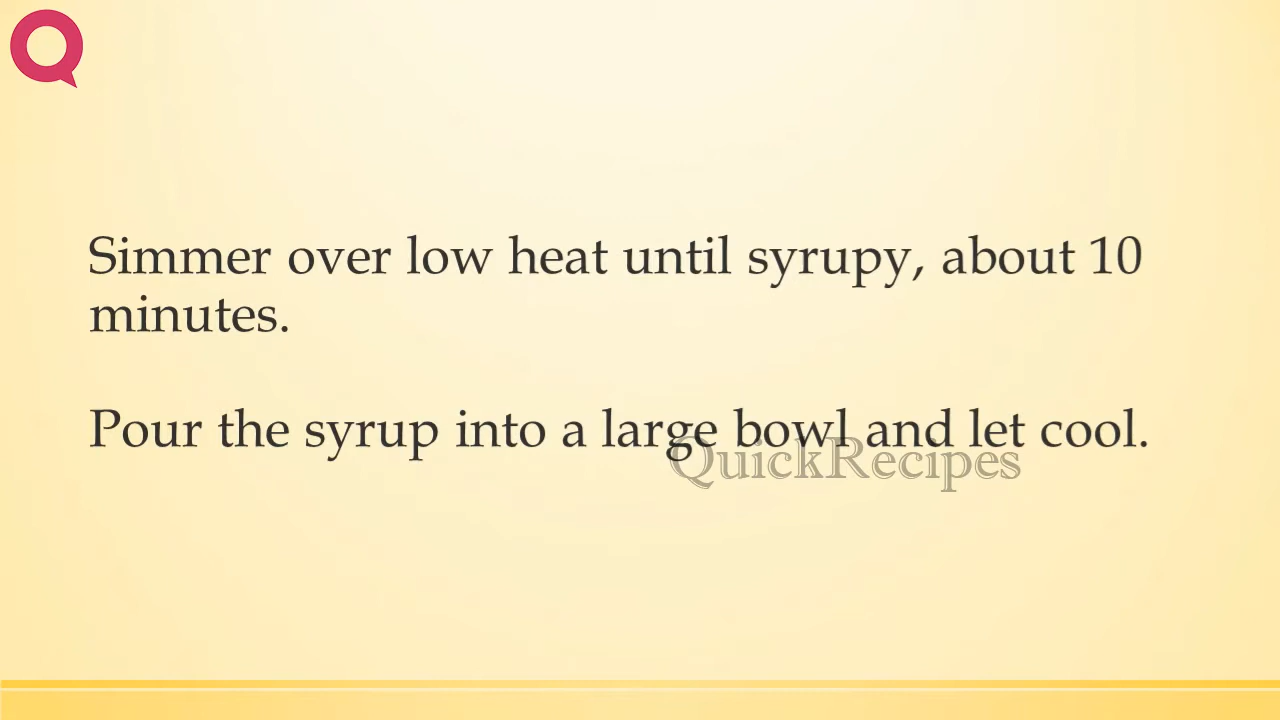 Simmer over low heat until syrupy, about 10
minutes.
Pour the syrup into a large bowl and let cool.
QuickRecipes